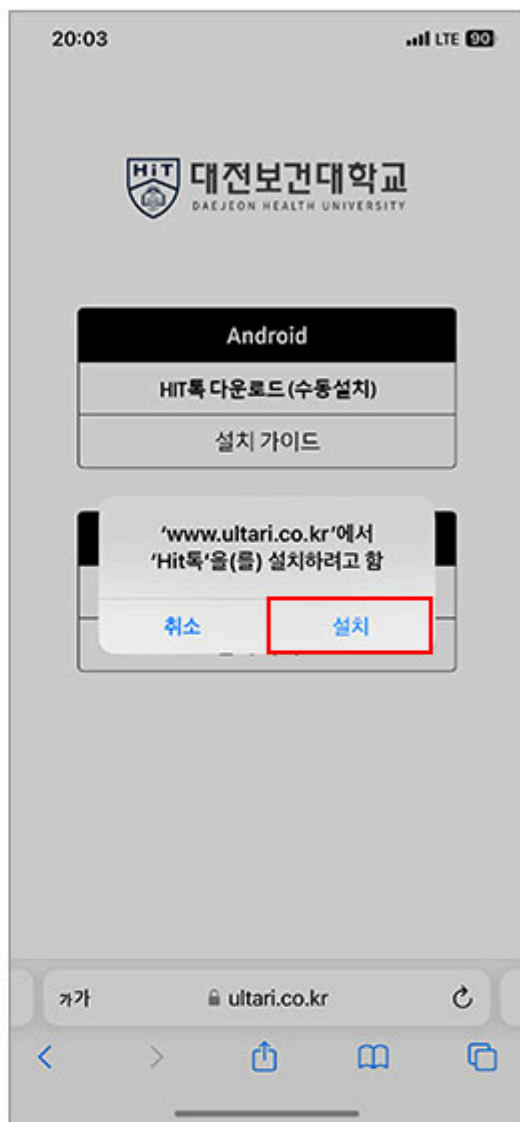 20:03
LTE 90
HiT
대전보건대학교
DAEJEON HEALTH UNIVERSITY
Android
HIT톡 다운로드(수동설치)
설치 가이드
'www.ultari.co.kr'에서
'Hit톡'을(를) 설치하려고 함
취소
설치
가가
ultari.co.kr